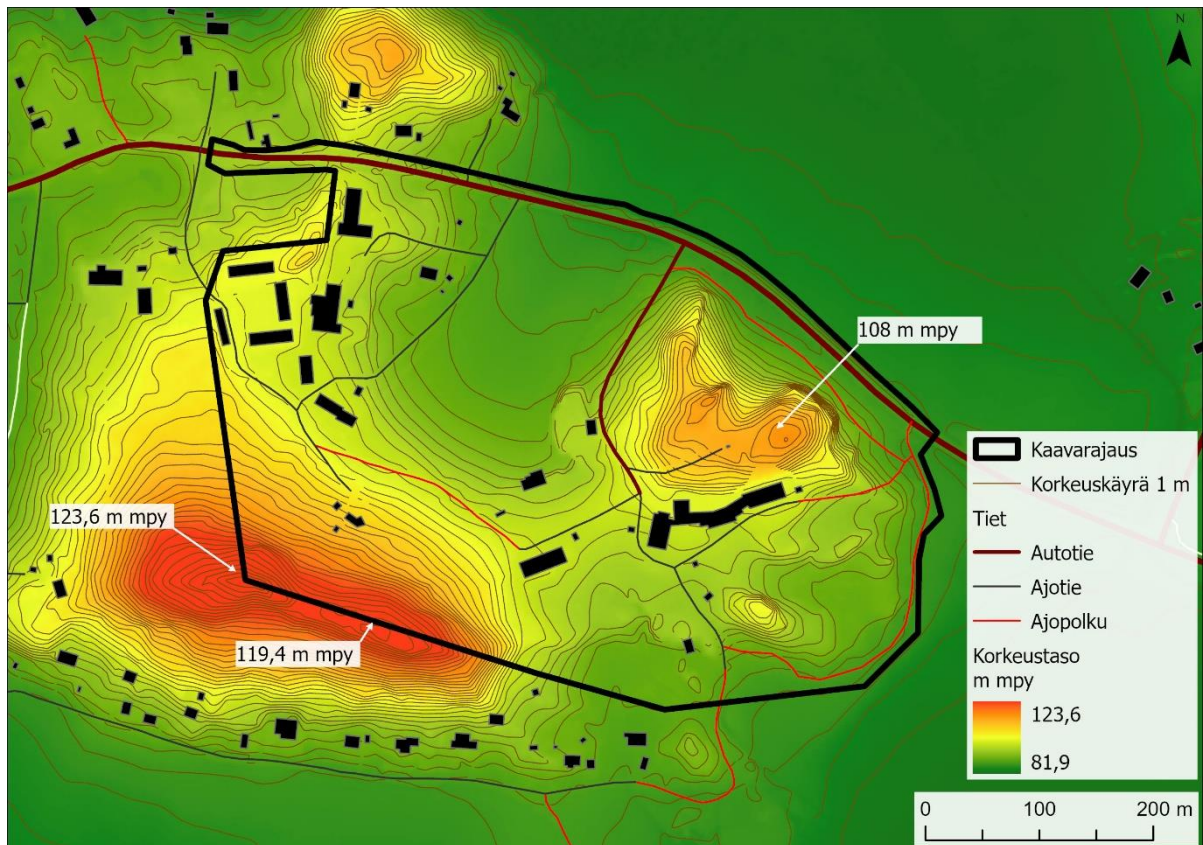 N
108 m mpy
123,6 m mpy
119,4 m mpy
Kaavarajaus
Korkeuskäyrä 1 m
Tiet
Autotie
Ajotie
Ajopolku
Korkeustaso
m mpy
123,6
81,9
0 100 200 m